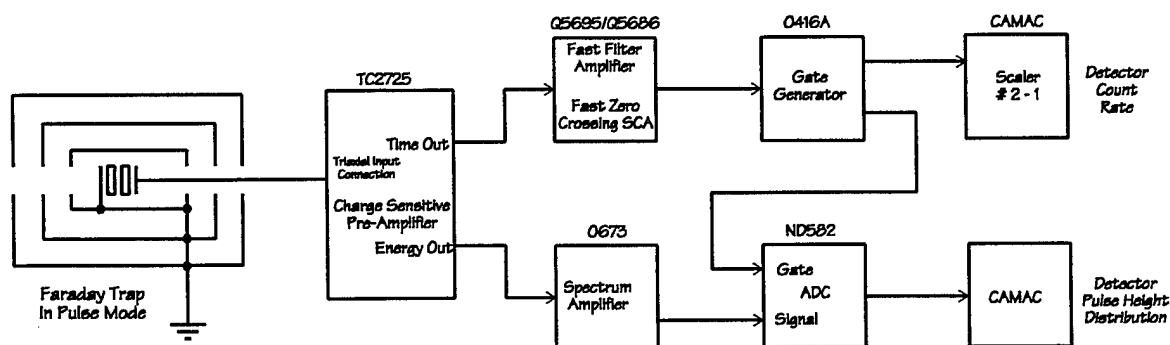 Q5695/Q5686
O416A
CAMAC
Fast Filter
Amplifier
Fast Zero
Crossing SCA
Gate
Generator
Scaler
# 2 - 1
Detector
Count
Rate
TC2725
Time Out
Triaxial Input
Connection
Charge Sensitive
Pre-Amplifier
Energy Out
O673
Spectrum
Amplifier
ND582
Gate
ADC
Signal
CAMAC
Detector
Pulse Height
Distribution
Faraday Trap
In Pulse Mode